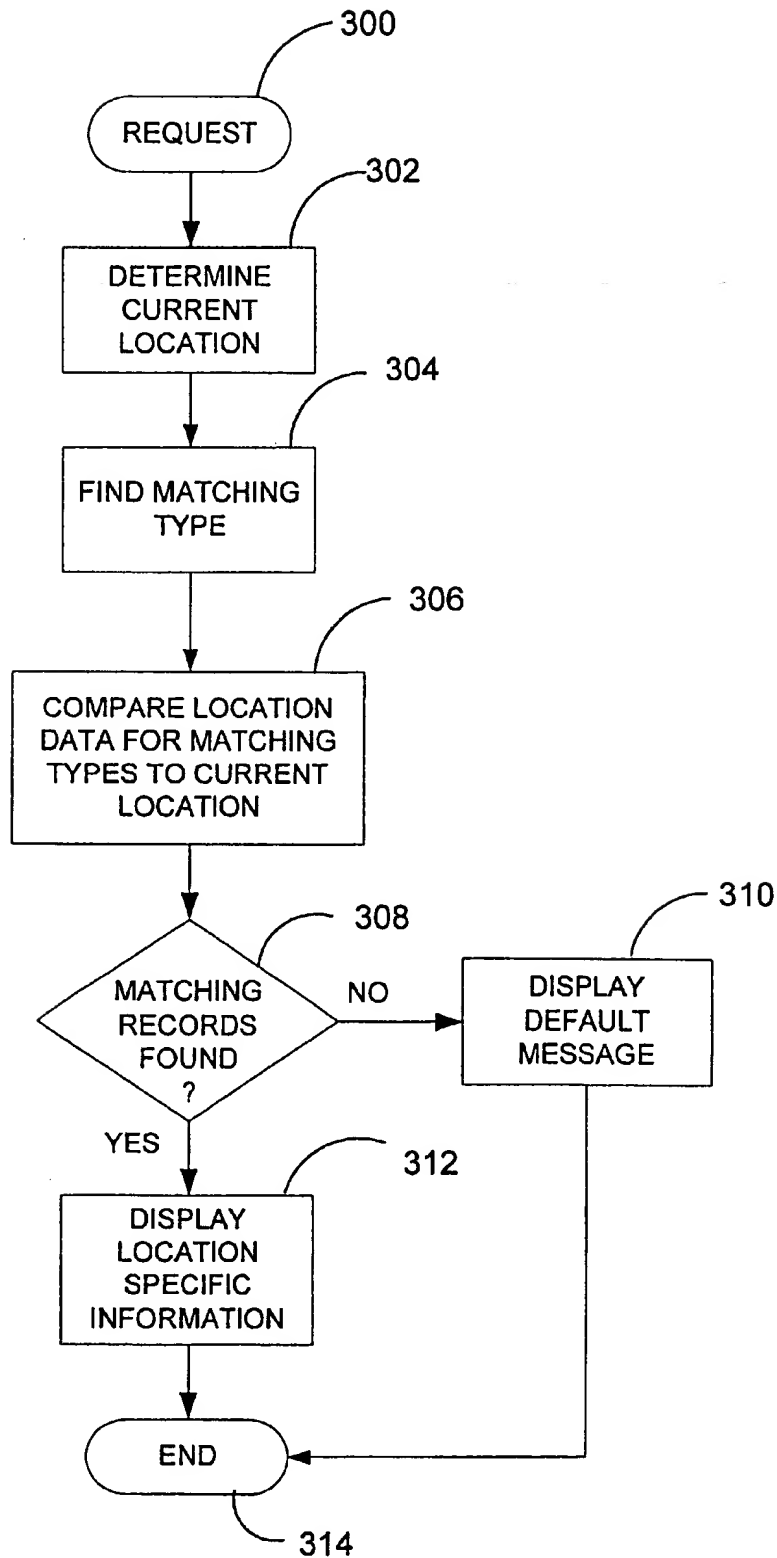 300
REQUEST
302
DETERMINE
CURRENT
LOCATION
304
FIND MATCHING
TYPE
306
COMPARE LOCATION
DATA FOR MATCHING
TYPES TO CURRENT
LOCATION
308
MATCHING
RECORDS
FOUND
?
NO
310
DISPLAY
DEFAULT
MESSAGE
YES
312
DISPLAY
LOCATION
SPECIFIC
INFORMATION
END
314